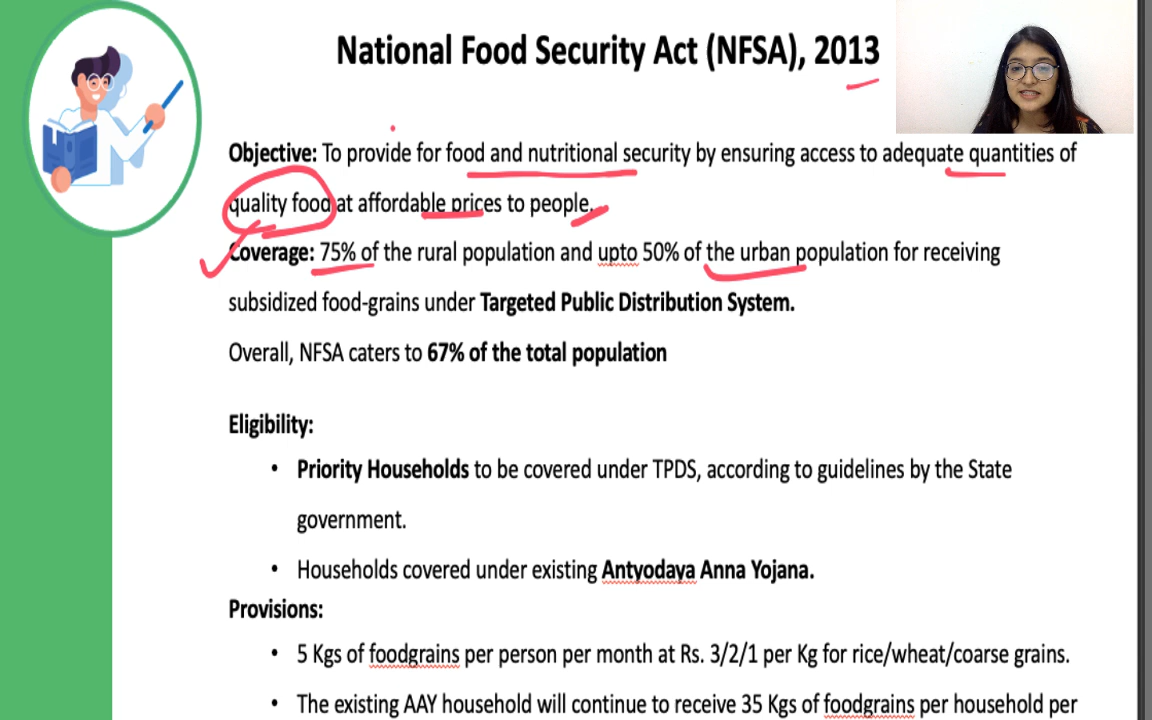 National Food Security Act (NFSA), 2013
Objective: To provide for food and nutritional security by ensuring access to adequate quantities of
quality food at affordable prices to people.
Coverage: 75% of the rural population and upto 50% of the urban population for receiving
subsidized food-grains under Targeted Public Distribution System.
Overall, NFSA caters to 67% of the total population
Eligibility:
• Priority Households to be covered under TPDS, according to guidelines by the State
government.
• Households covered under existing Antyodaya Anna Yojana.
Provisions:
• 5 Kgs of foodgrains per person per month at Rs. 3/2/1 per Kg for rice/wheat/coarse grains.
• The existing AAY household will continue to receive 35 Kgs of foodgrains per household per